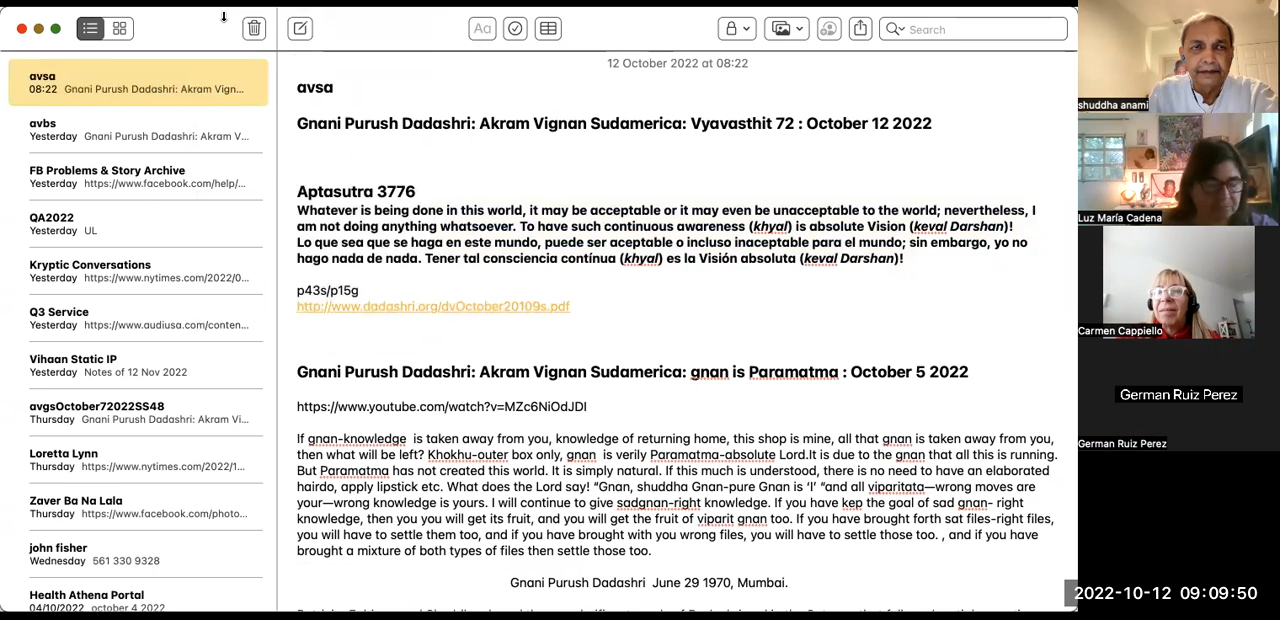 Aa
Search
avsa
08:22 Gnani Purush Dadashri: Akram Vign...
avbs
Yesterday Gnani Purush Dadashri: Akram V...
FB Problems & Story Archive
Yesterday https://www.facebook.com/help/...
QA2022
Yesterday UL
Kryptic Conversations
Yesterday https://www.nytimes.com/2022/0...
Q3 Service
Yesterday https://www.audiusa.com/conten...
Vihaan Static IP
Yesterday Notes of 12 Nov 2022
avgsOctober72022SS48
Thursday Gnani Purush Dadashri: Akram Vi...
Loretta Lynn
Thursday https://www.nytimes.com/2022/1...
Zaver Ba Na Lala
Thursday https://www.facebook.com/photo...
john fisher
Wednesday 561 330 9328
Health Athena Portal
04/10/2022 october 4 2022
12 October 2022 at 08:22
avsa
Gnani Purush Dadashri: Akram Vignan Sudamerica: Vyavasthit 72 : October 12 2022
Aptasutra 3776
Whatever is being done in this world, it may be acceptable or it may even be unacceptable to the world; nevertheless, I
am not doing anything whatsoever. To have such continuous awareness (khyal) is absolute Vision (keval Darshan)!
Lo que sea que se haga en este mundo, puede ser aceptable o incluso inaceptable para el mundo; sin embargo, yo no
hago nada de nada. Tener tal consciencia contínua (khyal) es la Visión absoluta (keval Darshan)!
p43s/p15g
http://www.dadashri.org/dvOctober20109s.pdf
Gnani Purush Dadashri: Akram Vignan Sudamerica: gnan is Paramatma : October 5 2022
https://www.youtube.com/watch?v=MZc6NiOdJDI
If gnan-knowledge is taken away from you, knowledge of returning home, this shop is mine, all that gnan is taken away from you,
then what will be left? Khokhu-outer box only, gnan is verily Paramatma-absolute Lord.It is due to the gnan that all this is running.
But Paramatma has not created this world. It is simply natural. If this much is understood, there is no need to have an elaborated
hairdo, apply lipstick etc. What does the Lord say! “Gnan, shuddha Gnan-pure Gnan is ‘I’ “and all viparitata—wrong moves are
your—wrong knowledge is yours. I will continue to give sadgnan-right knowledge. If you have kep the goal of sad gnan- right
knowledge, then you you will get its fruit, and you will get the fruit of viparit gnan too. If you have brought forth sat files-right files,
you will have to settle them too, and if you have brought with you wrong files, you will have to settle those too. , and if you have
brought a mixture of both types of files then settle those too.
Gnani Purush Dadashri June 29 1970, Mumbai.
shuddha anami
Luz María Cadena
Carmen Cappiello
German Ruiz Perez
German Ruiz Perez
2022-10-12 09:09:50